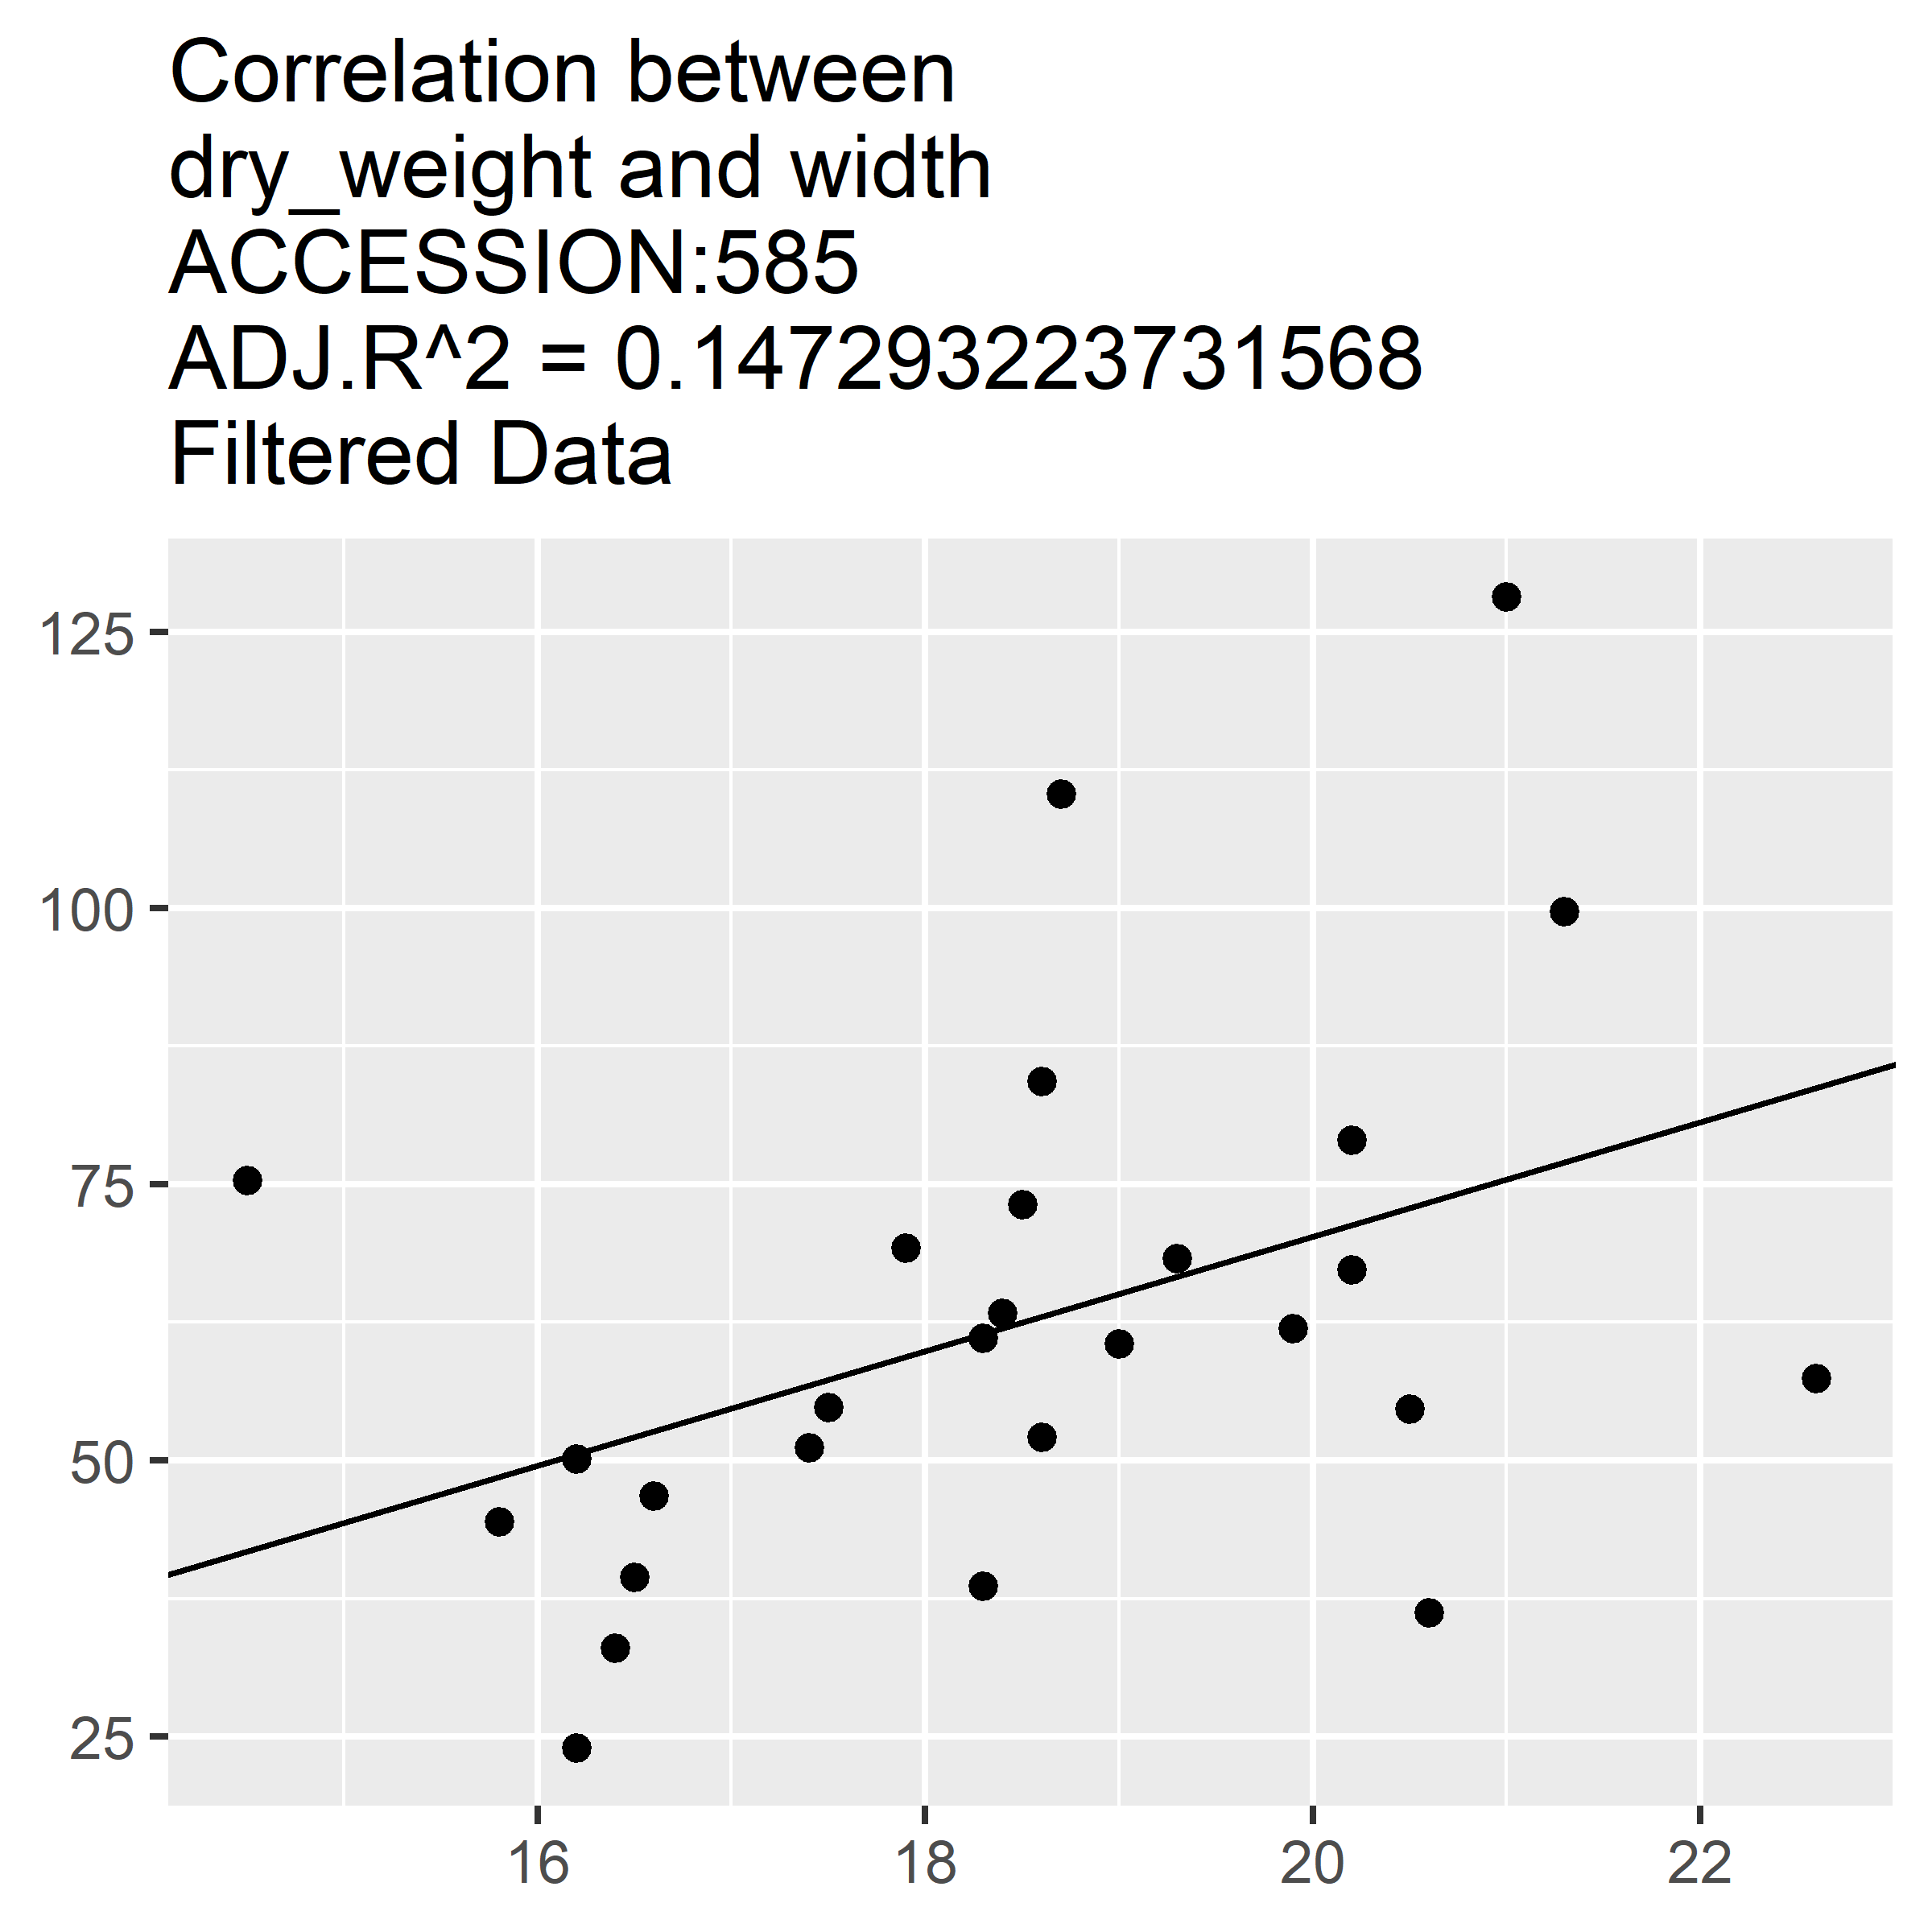 Correlation between
dry_weight and width
ACCESSION:585
ADJ.R^2 = 0.147293223731568
Filtered Data
125
100
75
50
25
16 18 20 22